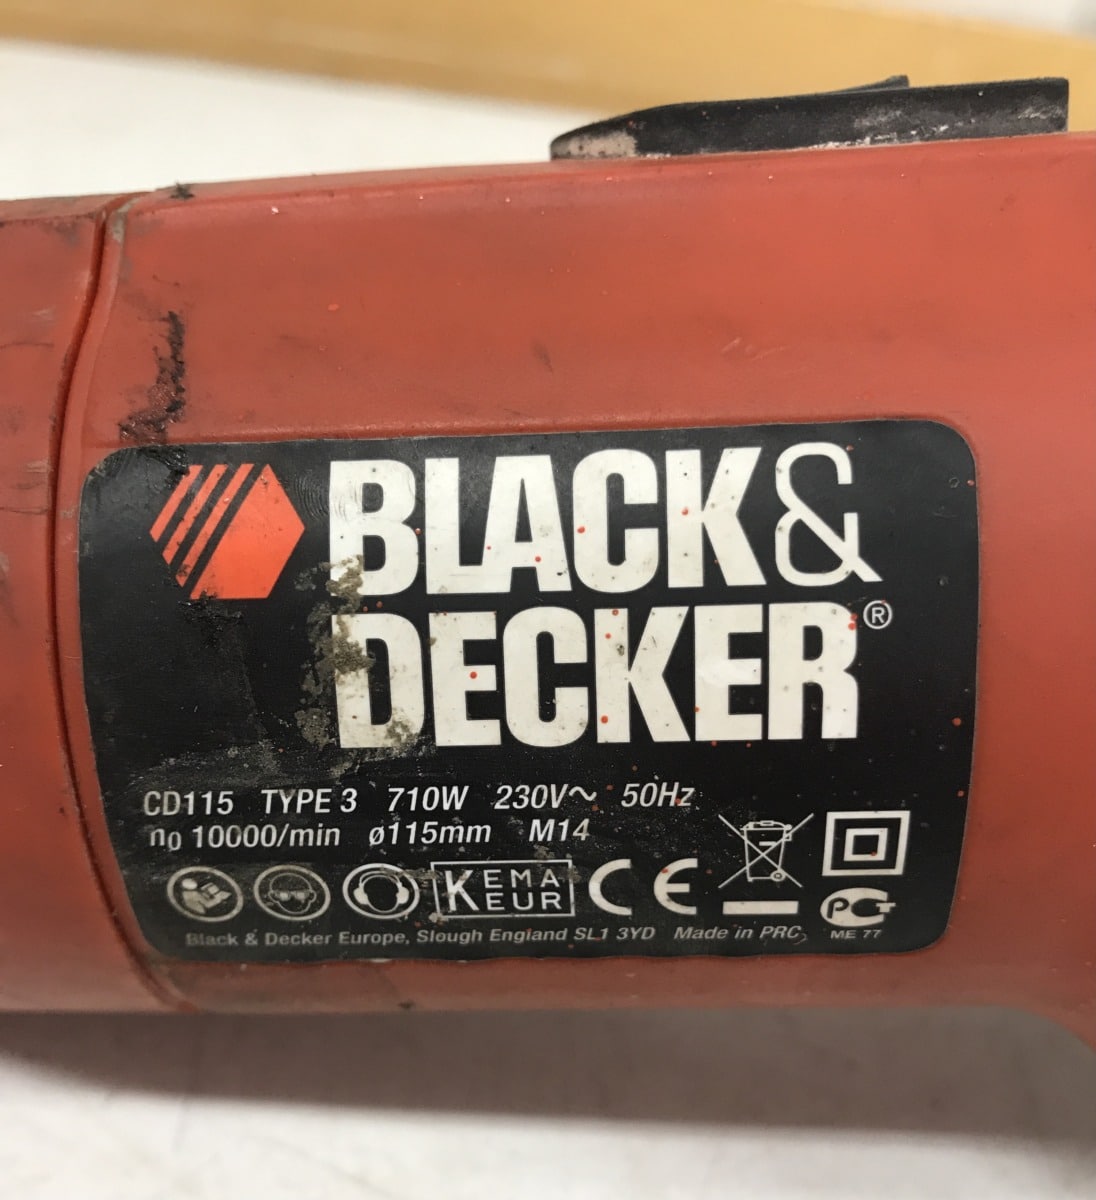 BLACK&
DECKER®
CD115 TYPE 3 710W 230V~ 50Hz
n₀ 10000/min ø115mm M14
KEMA
EUR
CE
PCT
ME 77
Black & Decker Europe, Slough England SL1 3YD Made in PRC